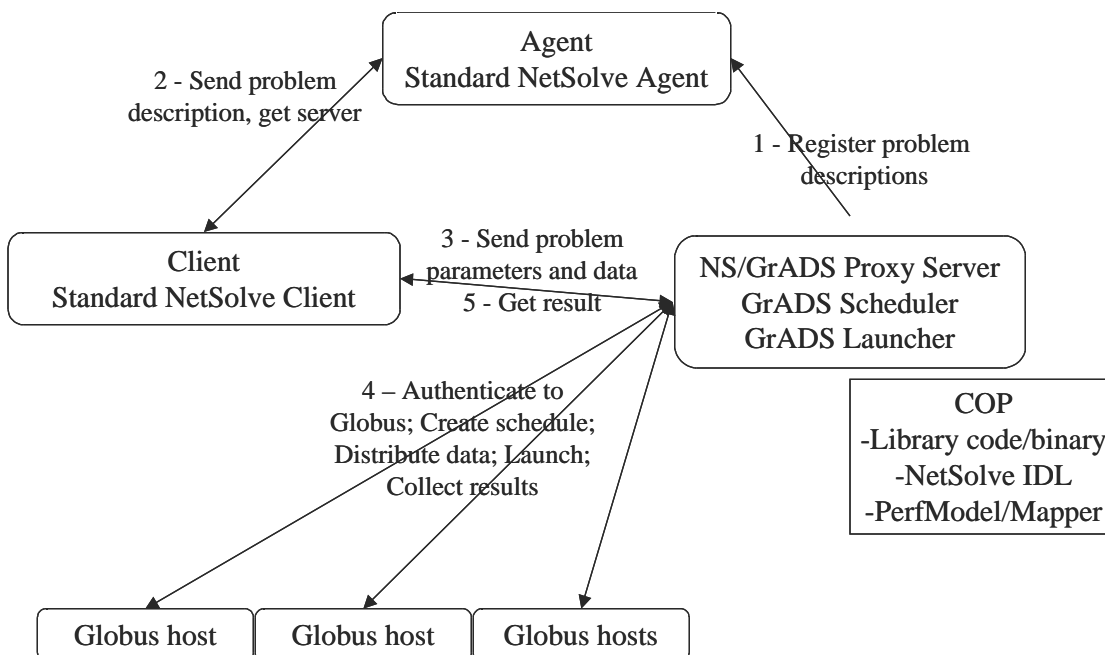 Agent
Standard NetSolve Agent
2 - Send problem
description, get server
1 - Register problem
descriptions
Client
Standard NetSolve Client
3 - Send problem
parameters and data
5 - Get result
NS/GrADS Proxy Server
GrADS Scheduler
GrADS Launcher
4 – Authenticate to
Globus; Create schedule;
Distribute data; Launch;
Collect results
COP
-Library code/binary
-NetSolve IDL
-PerfModel/Mapper
Globus host
Globus host
Globus hosts